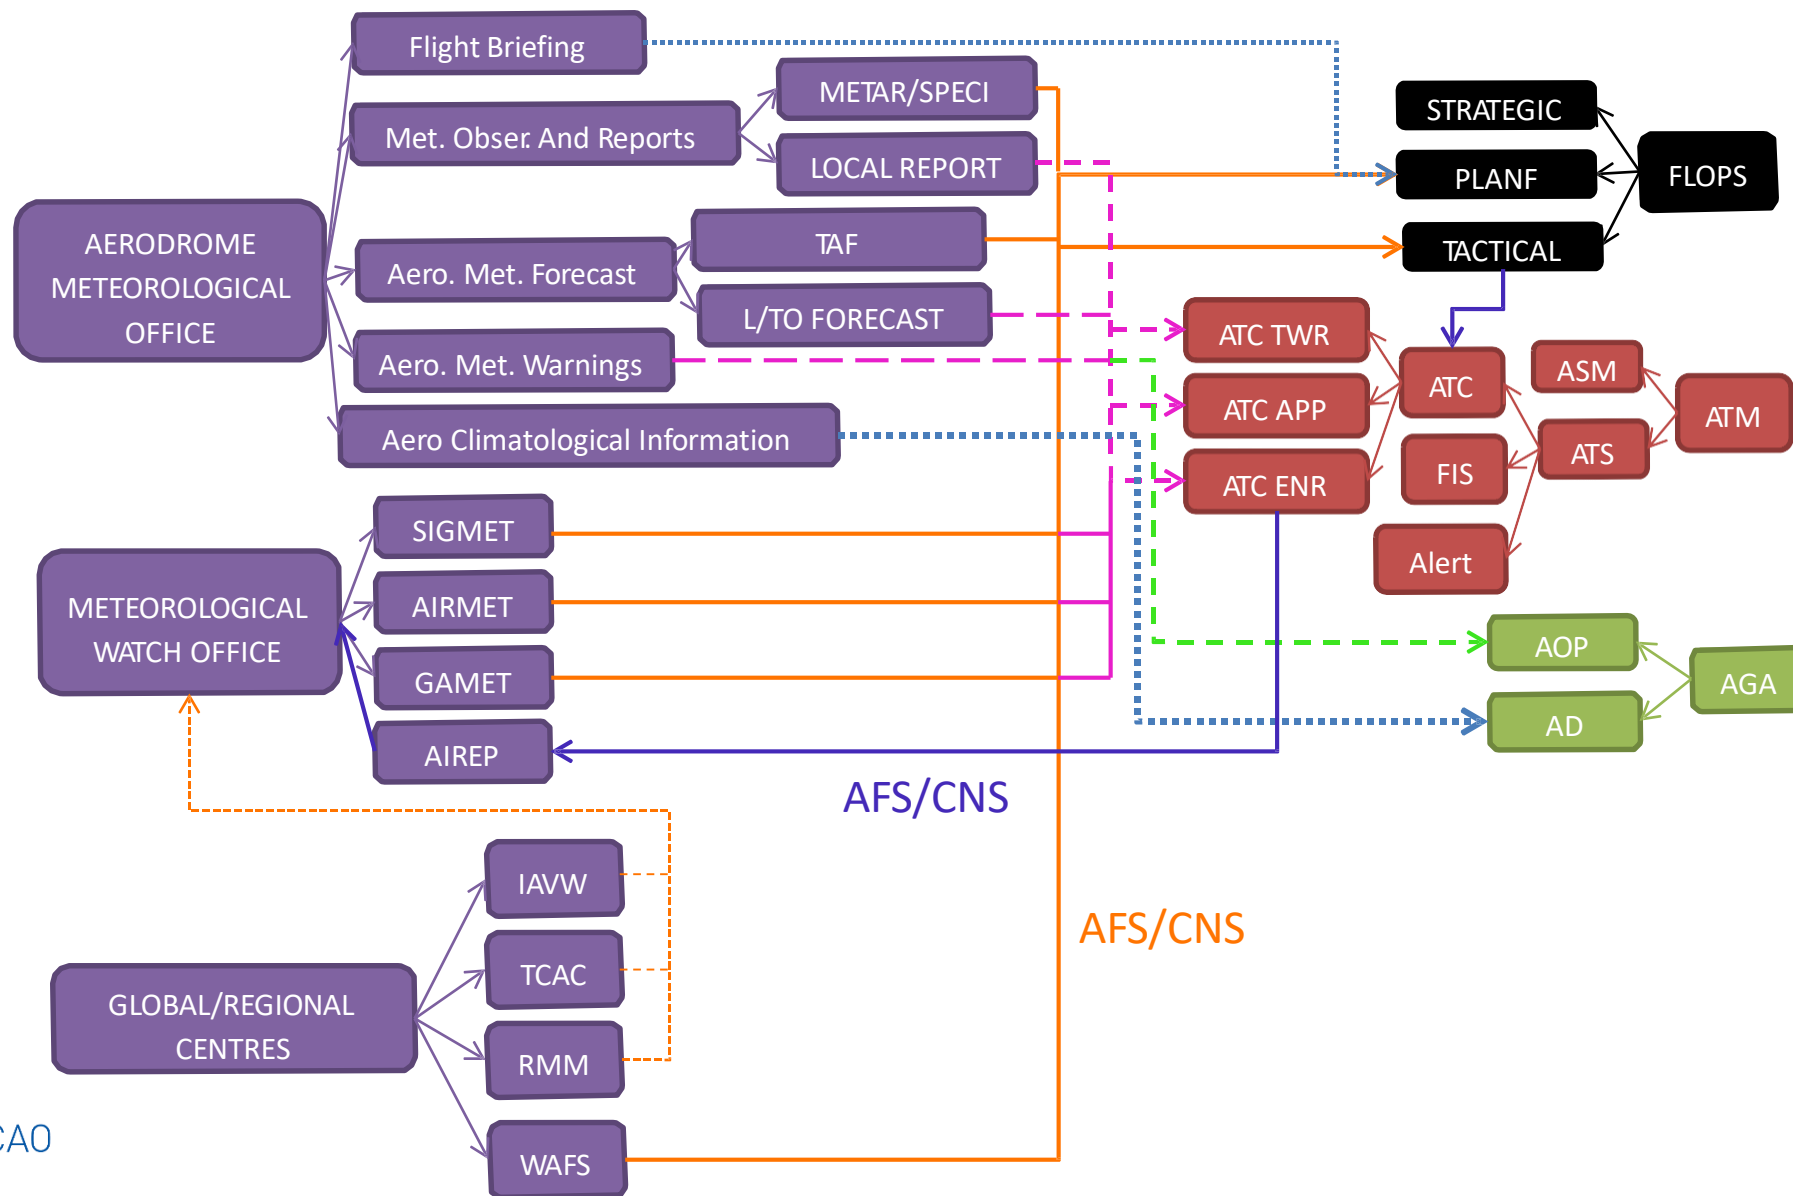 Flight Briefing
METAR/SPECI
STRATEGIC
Met. Obser. And Reports
LOCAL REPORT
PLANF
FLOPS
AERODROME
METEOROLOGICAL
OFFICE
TAF
TACTICAL
Aero. Met. Forecast
L/TO FORECAST
ATC TWR
Aero. Met. Warnings
ATC
ASM
ATC APP
ATM
Aero Climatological Information
ATS
FIS
ATC ENR
SIGMET
Alert
METEOROLOGICAL
WATCH OFFICE
AIRMET
AOP
GAMET
AGA
AD
AIREP
AFS/CNS
IAVW
AFS/CNS
TCAC
GLOBAL/REGIONAL
CENTRES
RMM
CAO
WAFS